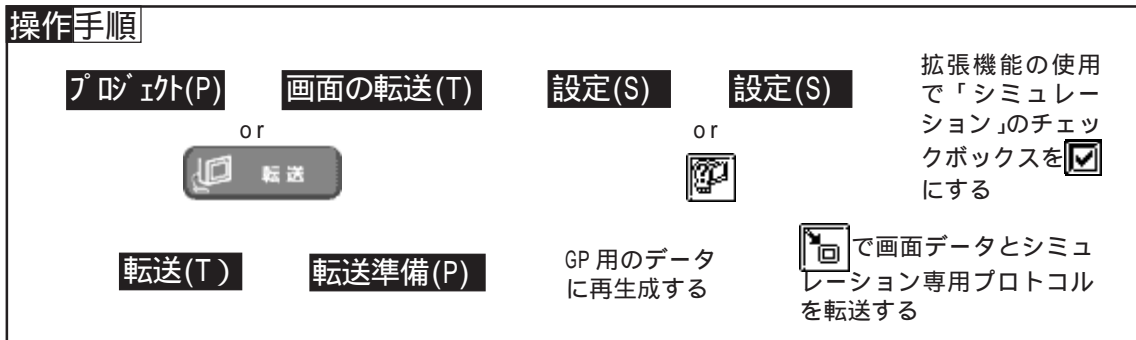 操作手順
プロジェクト(P) 画面の転送(T) 設定(S) 設定(S)
or or
転送
拡張機能の使用
で「シミュレー
ション」のチェッ
クボックスを
にする
転送(T) 転送準備(P)
GP用のデータ
に再生成する
で画面データとシミュ
レーション専用プロトコル
を転送する